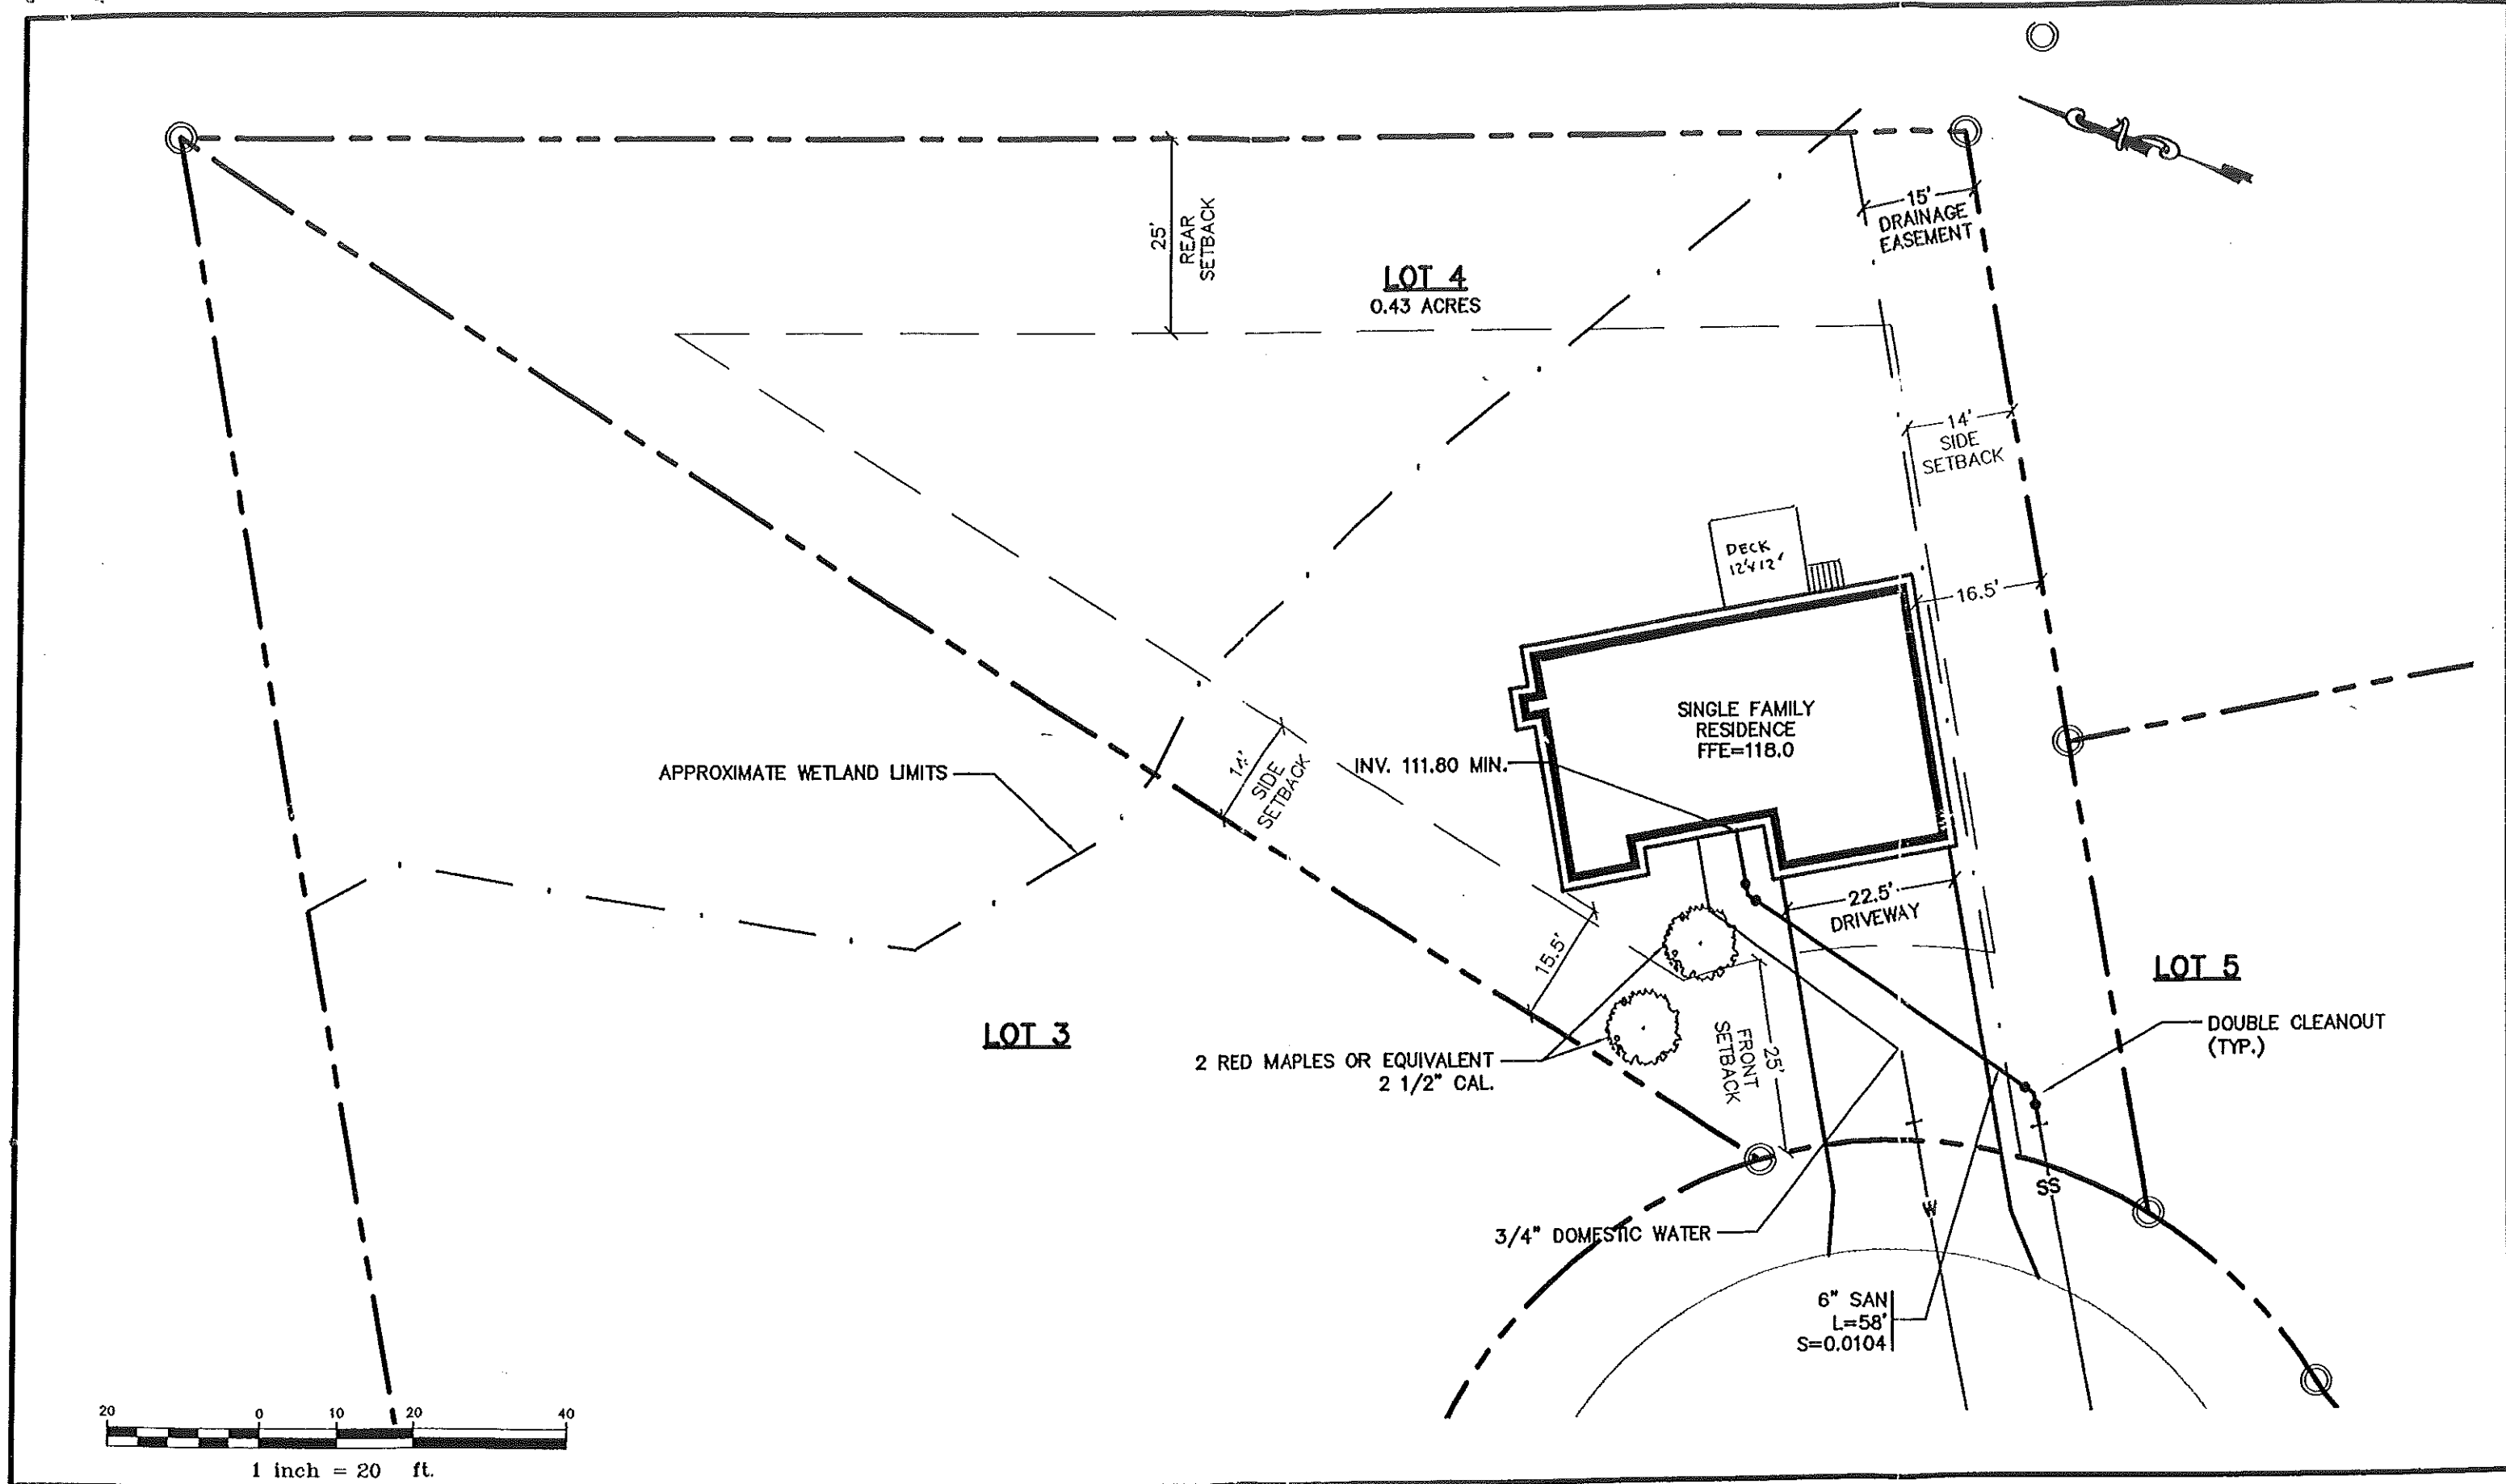 15'
DRAINAGE
EASEMENT
25'
REAR
SETBACK
LOT 4
0.43 ACRES
14'
SIDE
SETBACK
DECK
12'x12'
16.5'
SINGLE FAMILY
RESIDENCE
FFE=118.0
INV. 111.80 MIN.
APPROXIMATE WETLAND LIMITS
14'
SIDE
SETBACK
22.5'
DRIVEWAY
15.5'
LOT 5
LOT 3
DOUBLE CLEANOUT
(TYP.)
2 RED MAPLES OR EQUIVALENT
2 1/2" CAL.
25'
FRONT
SETBACK
SS
W
3/4" DOMESTIC WATER
6" SAN
L=58'
S=0.0104
20 0 10 20 40
1 inch = 20 ft.